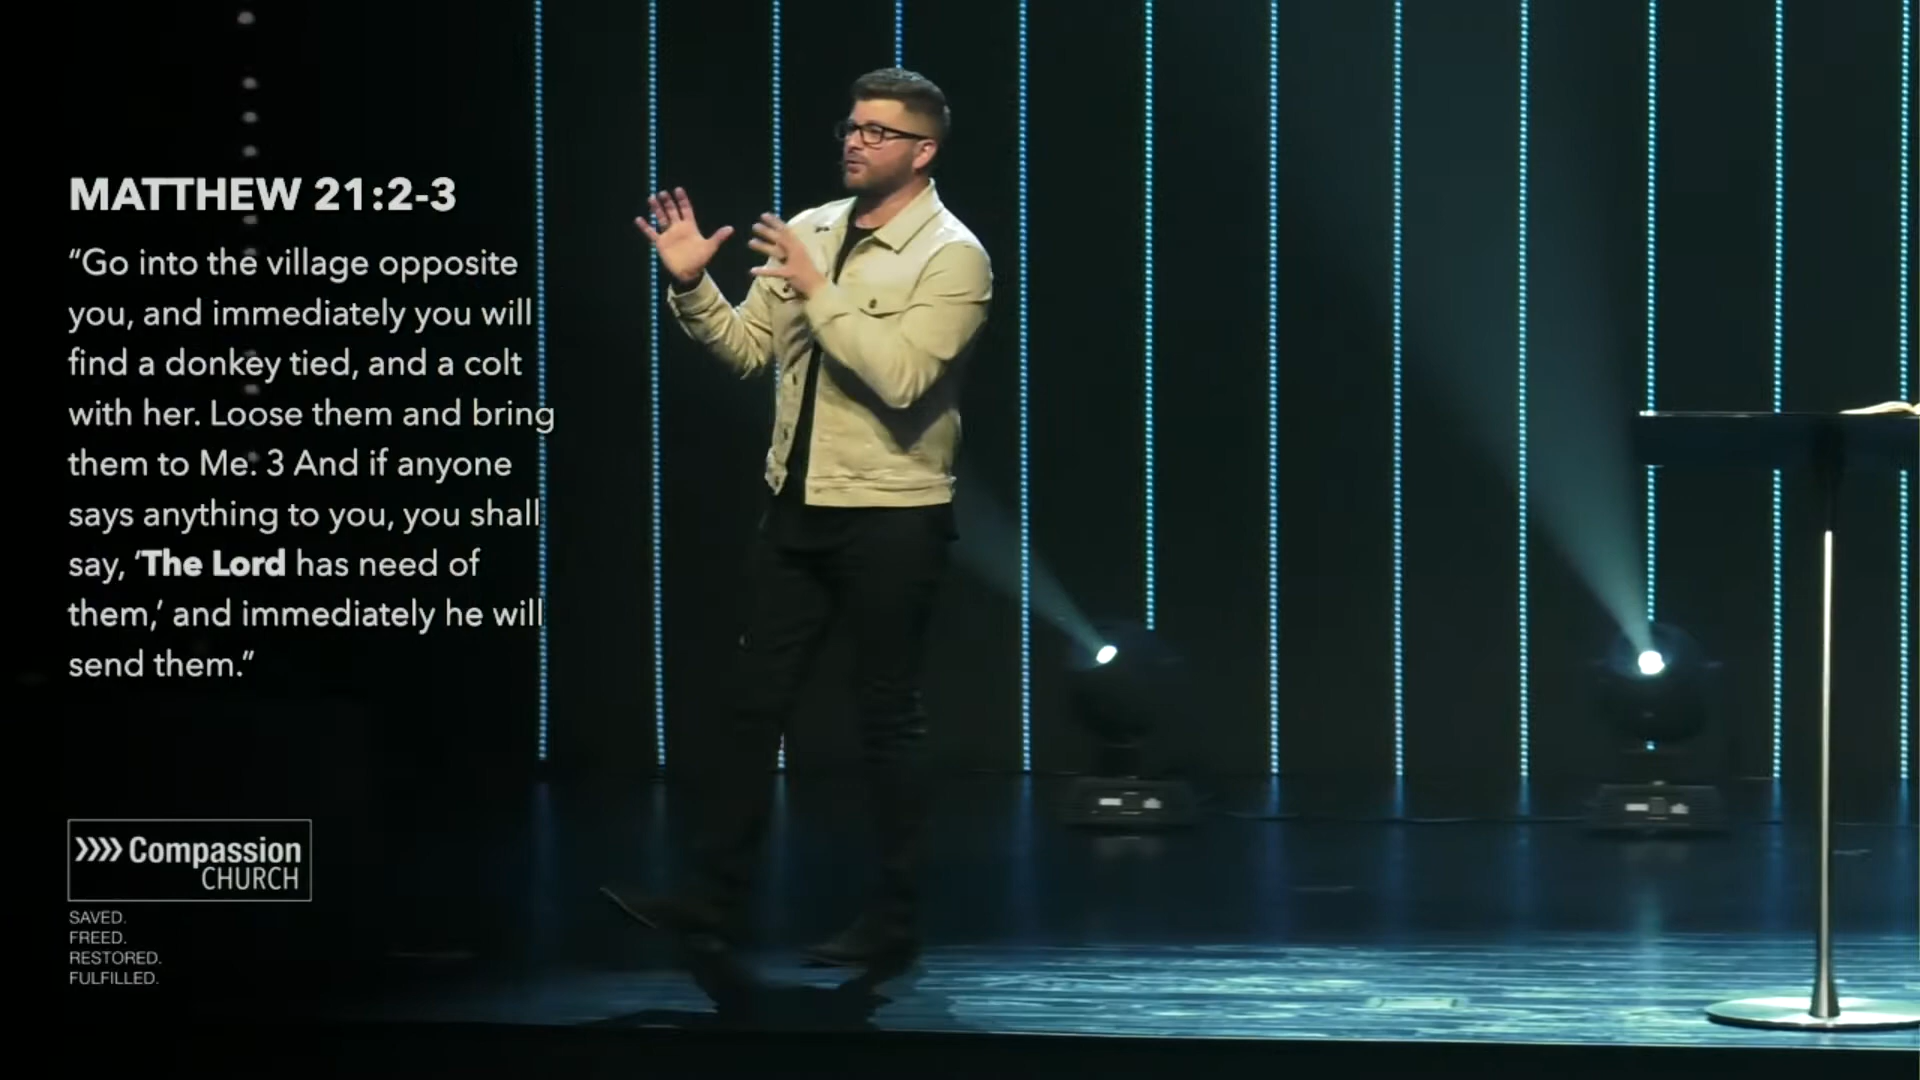 MATTHEW 21:2-3
“Go into the village opposite
you, and immediately you will
find a donkey tied, and a colt
with her. Loose them and bring
them to Me. 3 And if anyone
says anything to you, you shall
say, ‘The Lord has need of
them,’ and immediately he will
send them.”
Compassion
CHURCH
SAVED.
FREED.
RESTORED.
FULFILLED.